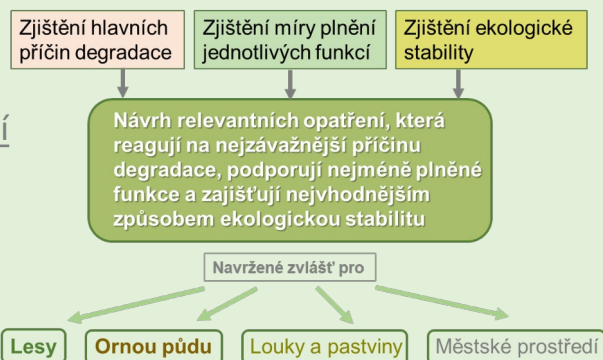 Zjištění hlavních
příčin degradace
Zjištění míry plnění
jednotlivých funkcí
Zjištění ekologické
stability
í
Návrh relevantních opatření, která
reagují na nejzávažnější příčinu
degradace, podporují nejméně plněné
funkce a zajišťují nejvhodnějším
způsobem ekologickou stabilitu
Navržené zvlášť pro
Lesy
Ornou půdu
Louky a pastviny
Městské prostředí